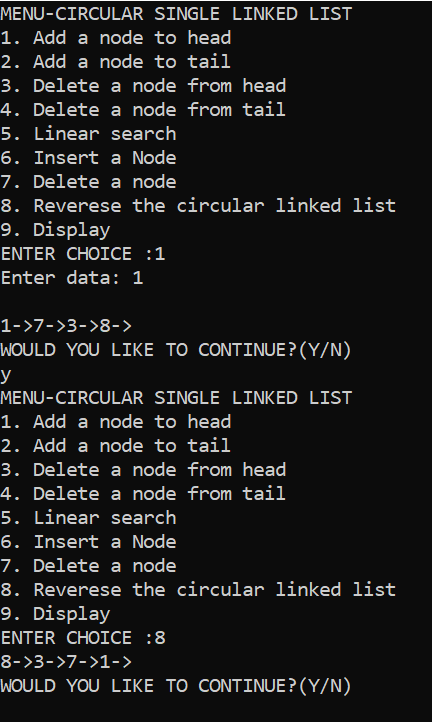 MENU-CIRCULAR SINGLE LINKED LIST
1. Add a node to head
2. Add a node to tail
3. Delete a node from head
4. Delete a node from tail
5. Linear search
6. Insert a Node
7. Delete a node
8. Reverese the circular linked list
9. Display
ENTER CHOICE :1
Enter data: 1
1->7->3->8->
WOULD YOU LIKE TO CONTINUE?(Y/N)
y
MENU-CIRCULAR SINGLE LINKED LIST
1. Add a node to head
2. Add a node to tail
3. Delete a node from head
4. Delete a node from tail
5. Linear search
6. Insert a Node
7. Delete a node
8. Reverese the circular linked list
9. Display
ENTER CHOICE :8
8->3->7->1->
WOULD YOU LIKE TO CONTINUE?(Y/N)